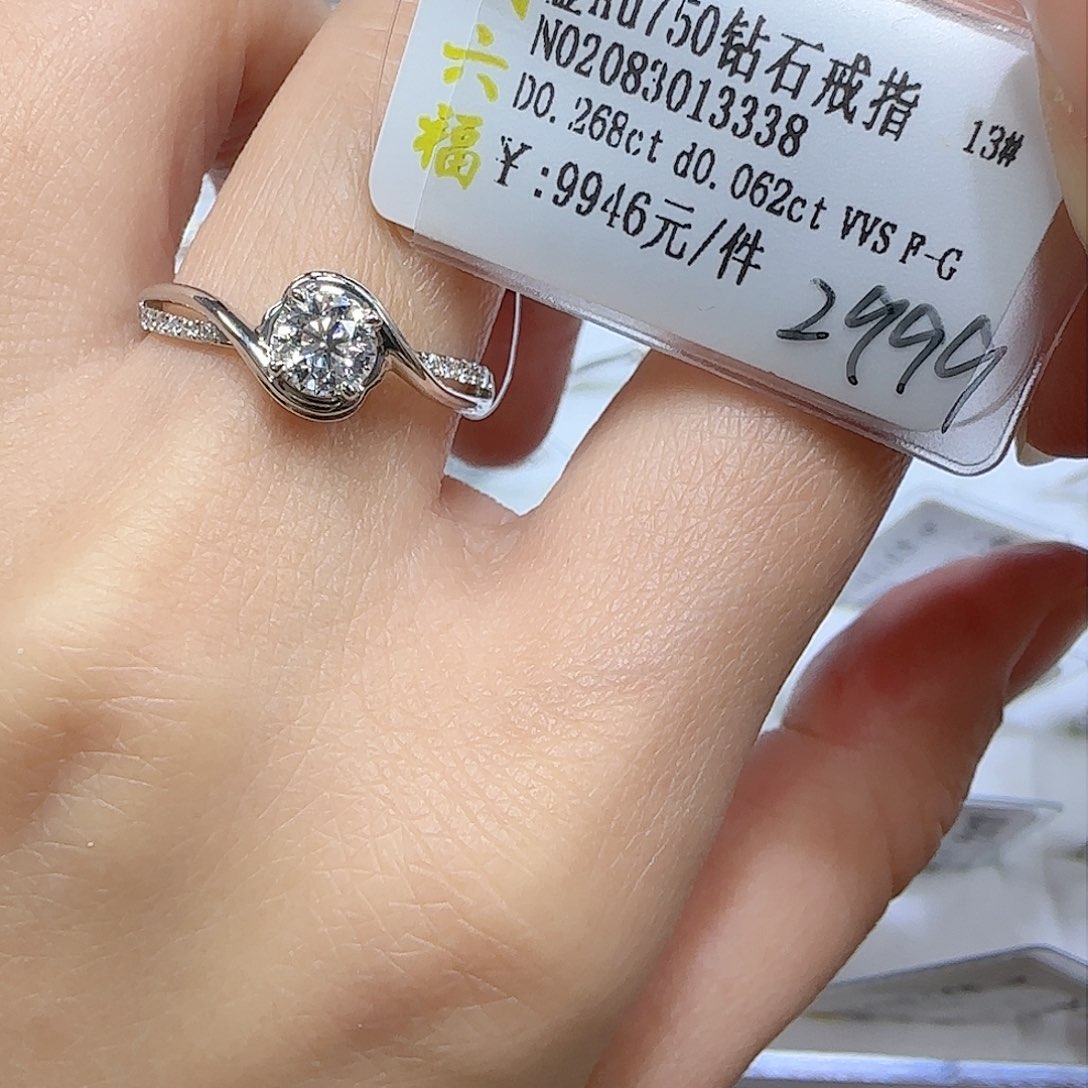 Au750钻石戒指
NO2083013338 13#
D0.268ct d0.062ct VVS F-G
¥:9946元/件
2999
六福